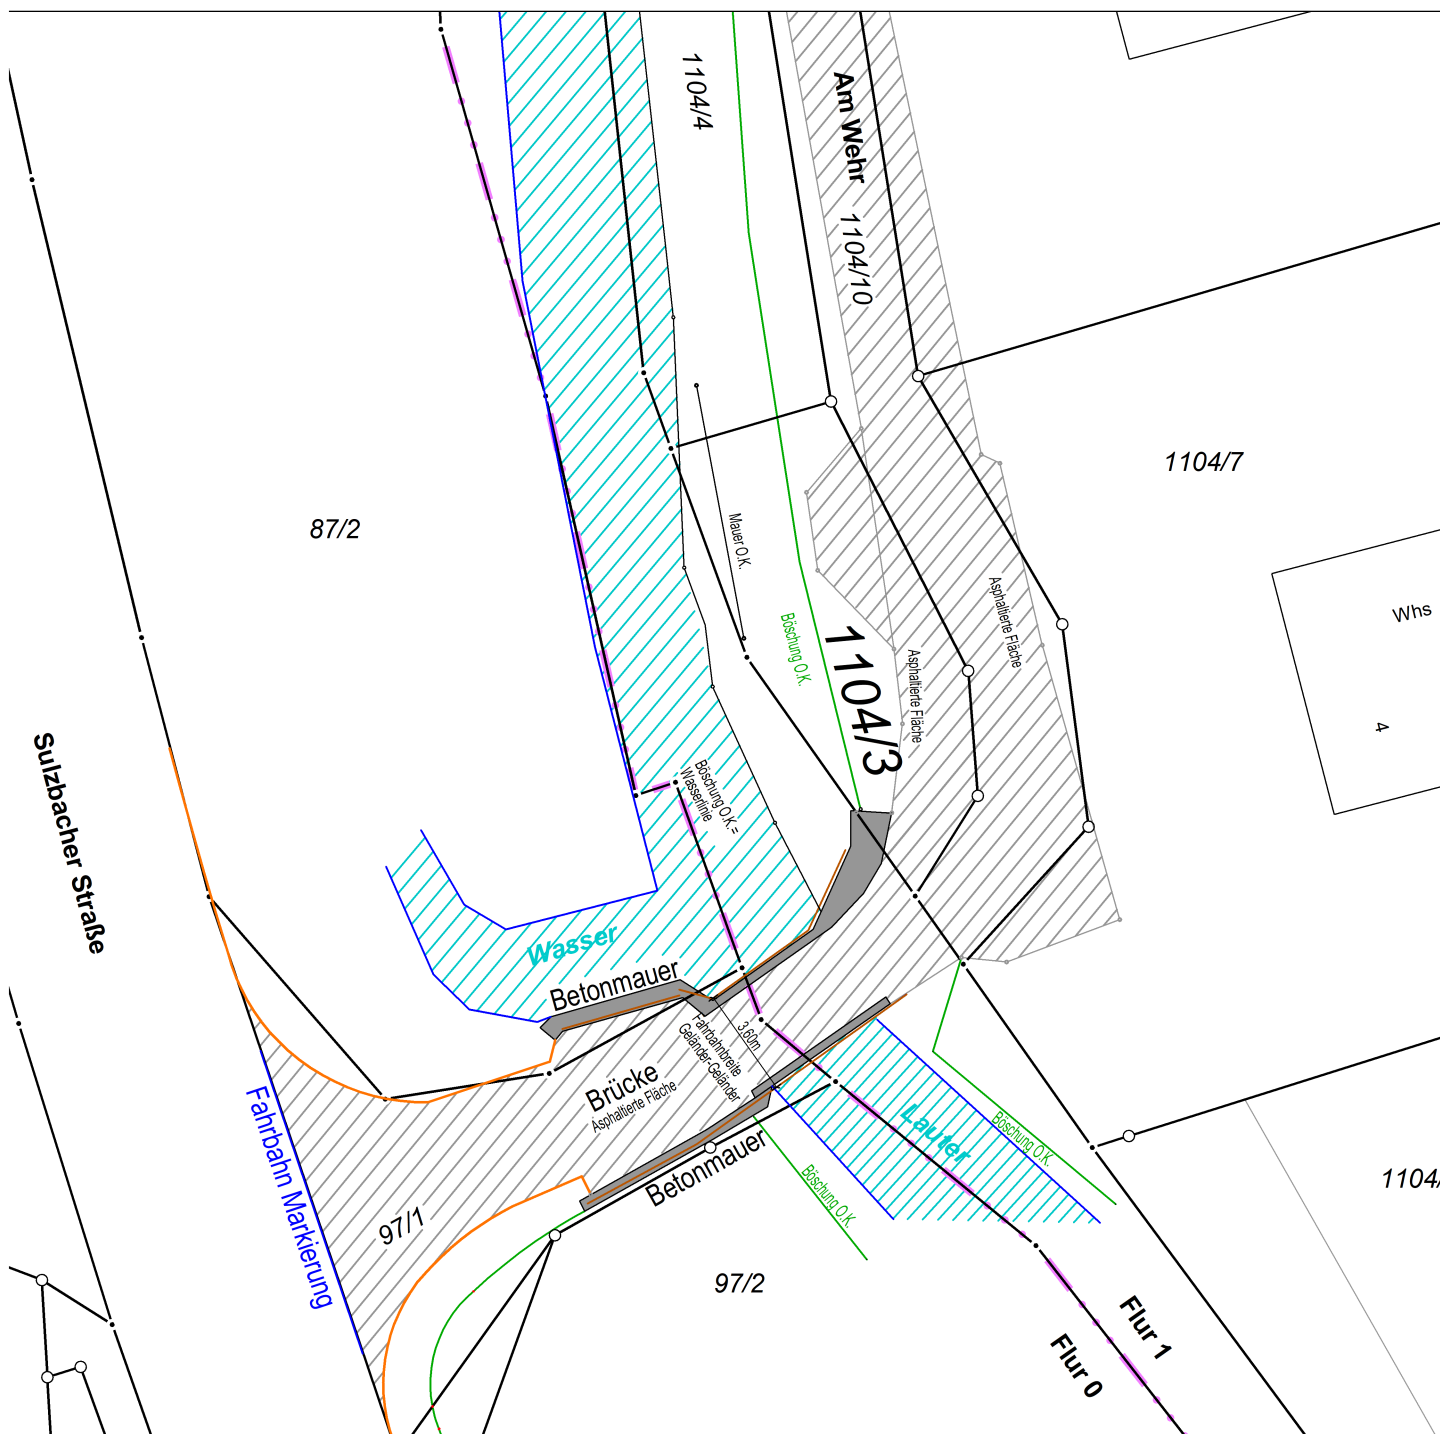 1104/4
Am Wehr 1104/10
1104/7
87/2
Mauer O.K.
Asphaltierte Fläche
Whs
Böschung O.K.
1104/3
Asphaltierte Fläche
4
Sulzbacher Straße
Böschung O.K.=
Wasserlinie
Wasser
Betonmauer
3,60m
Fahrbahnbreite
Geländer-Geländer
Brücke
Asphaltierte Fläche
Lauter
Böschung O.K.
Fahrbahn Markierung
Betonmauer
Böschung O.K.
1104/
97/1
97/2
Flur 1
Flur 0